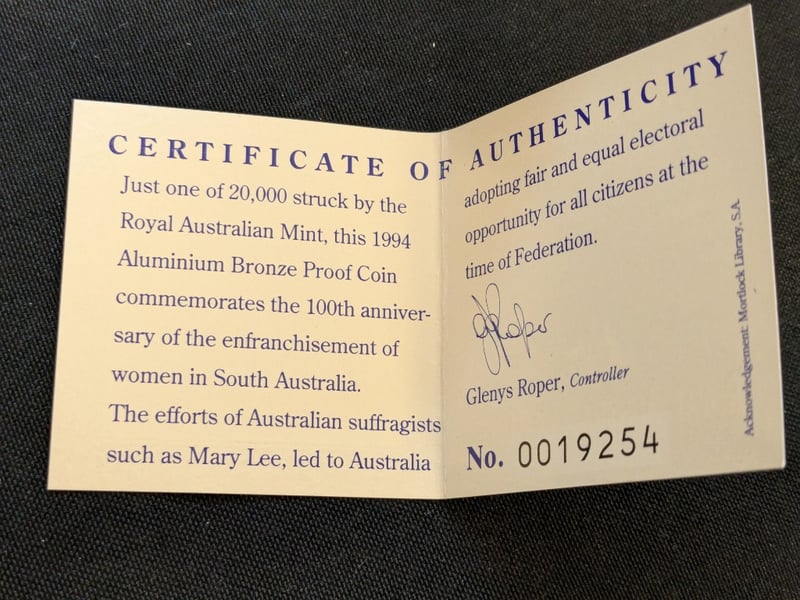 CERTIFICATE OF AUTHENTICITY
Just one of 20,000 struck by the
Royal Australian Mint, this 1994
Aluminium Bronze Proof Coin
commemorates the 100th anniver-
sary of the enfranchisement of
women in South Australia.
The efforts of Australian suffragists
such as Mary Lee, led to Australia
adopting fair and equal electoral
opportunity for all citizens at the
time of Federation.
GRoper
Glenys Roper, Controller
No. 0019254
Acknowledgement: Mortlock Library, S.A.